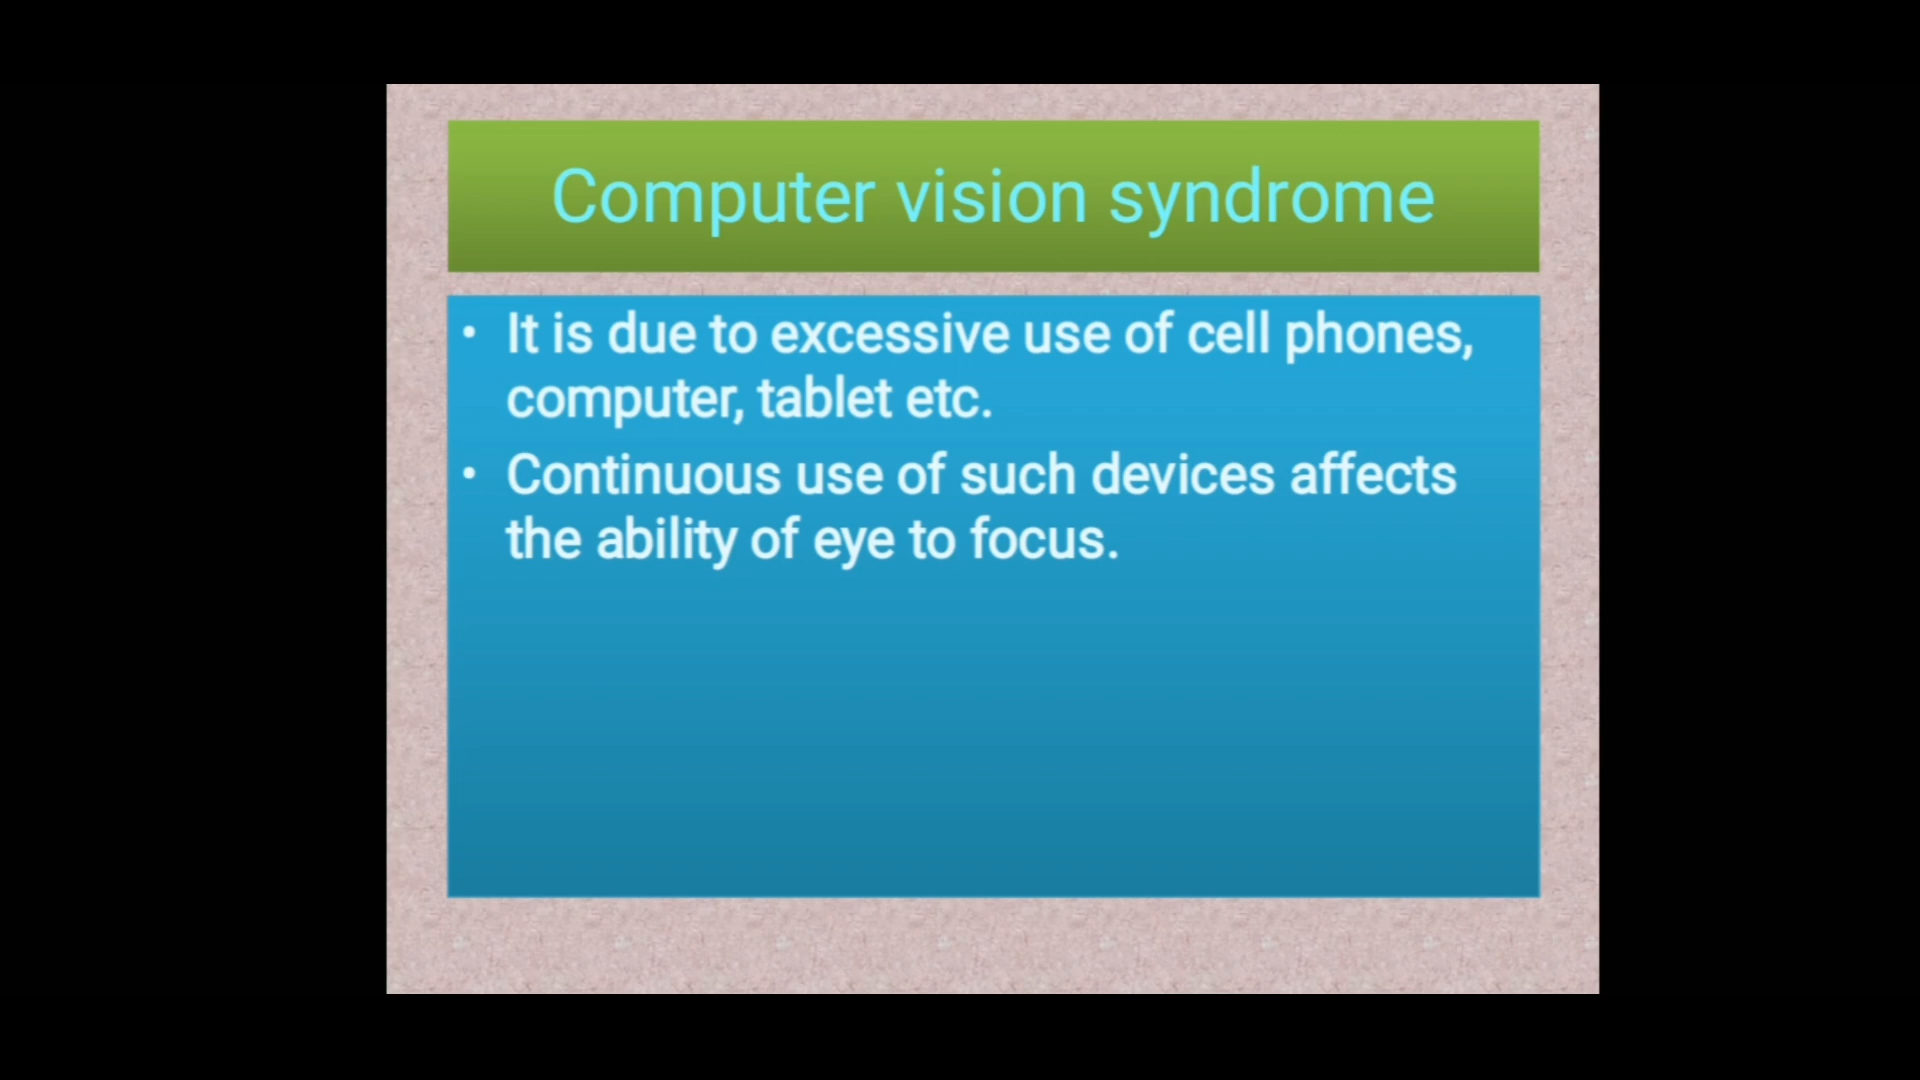 Computer vision syndrome
• It is due to excessive use of cell phones,
computer, tablet etc.
• Continuous use of such devices affects
the ability of eye to focus.